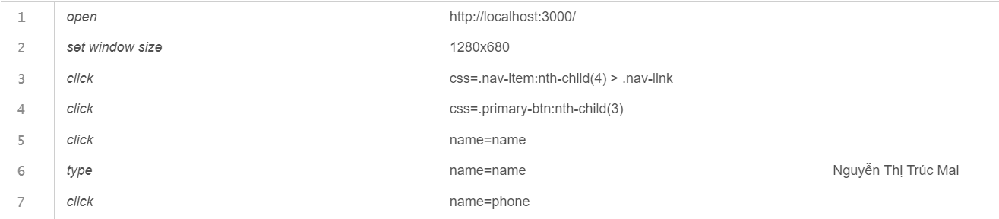 1 open http://localhost:3000/
2 set window size 1280x680
3 click css=.nav-item:nth-child(4) > .nav-link
4 click css=.primary-btn:nth-child(3)
5 click name=name
6 type name=name Nguyễn Thị Trúc Mai
7 click name=phone